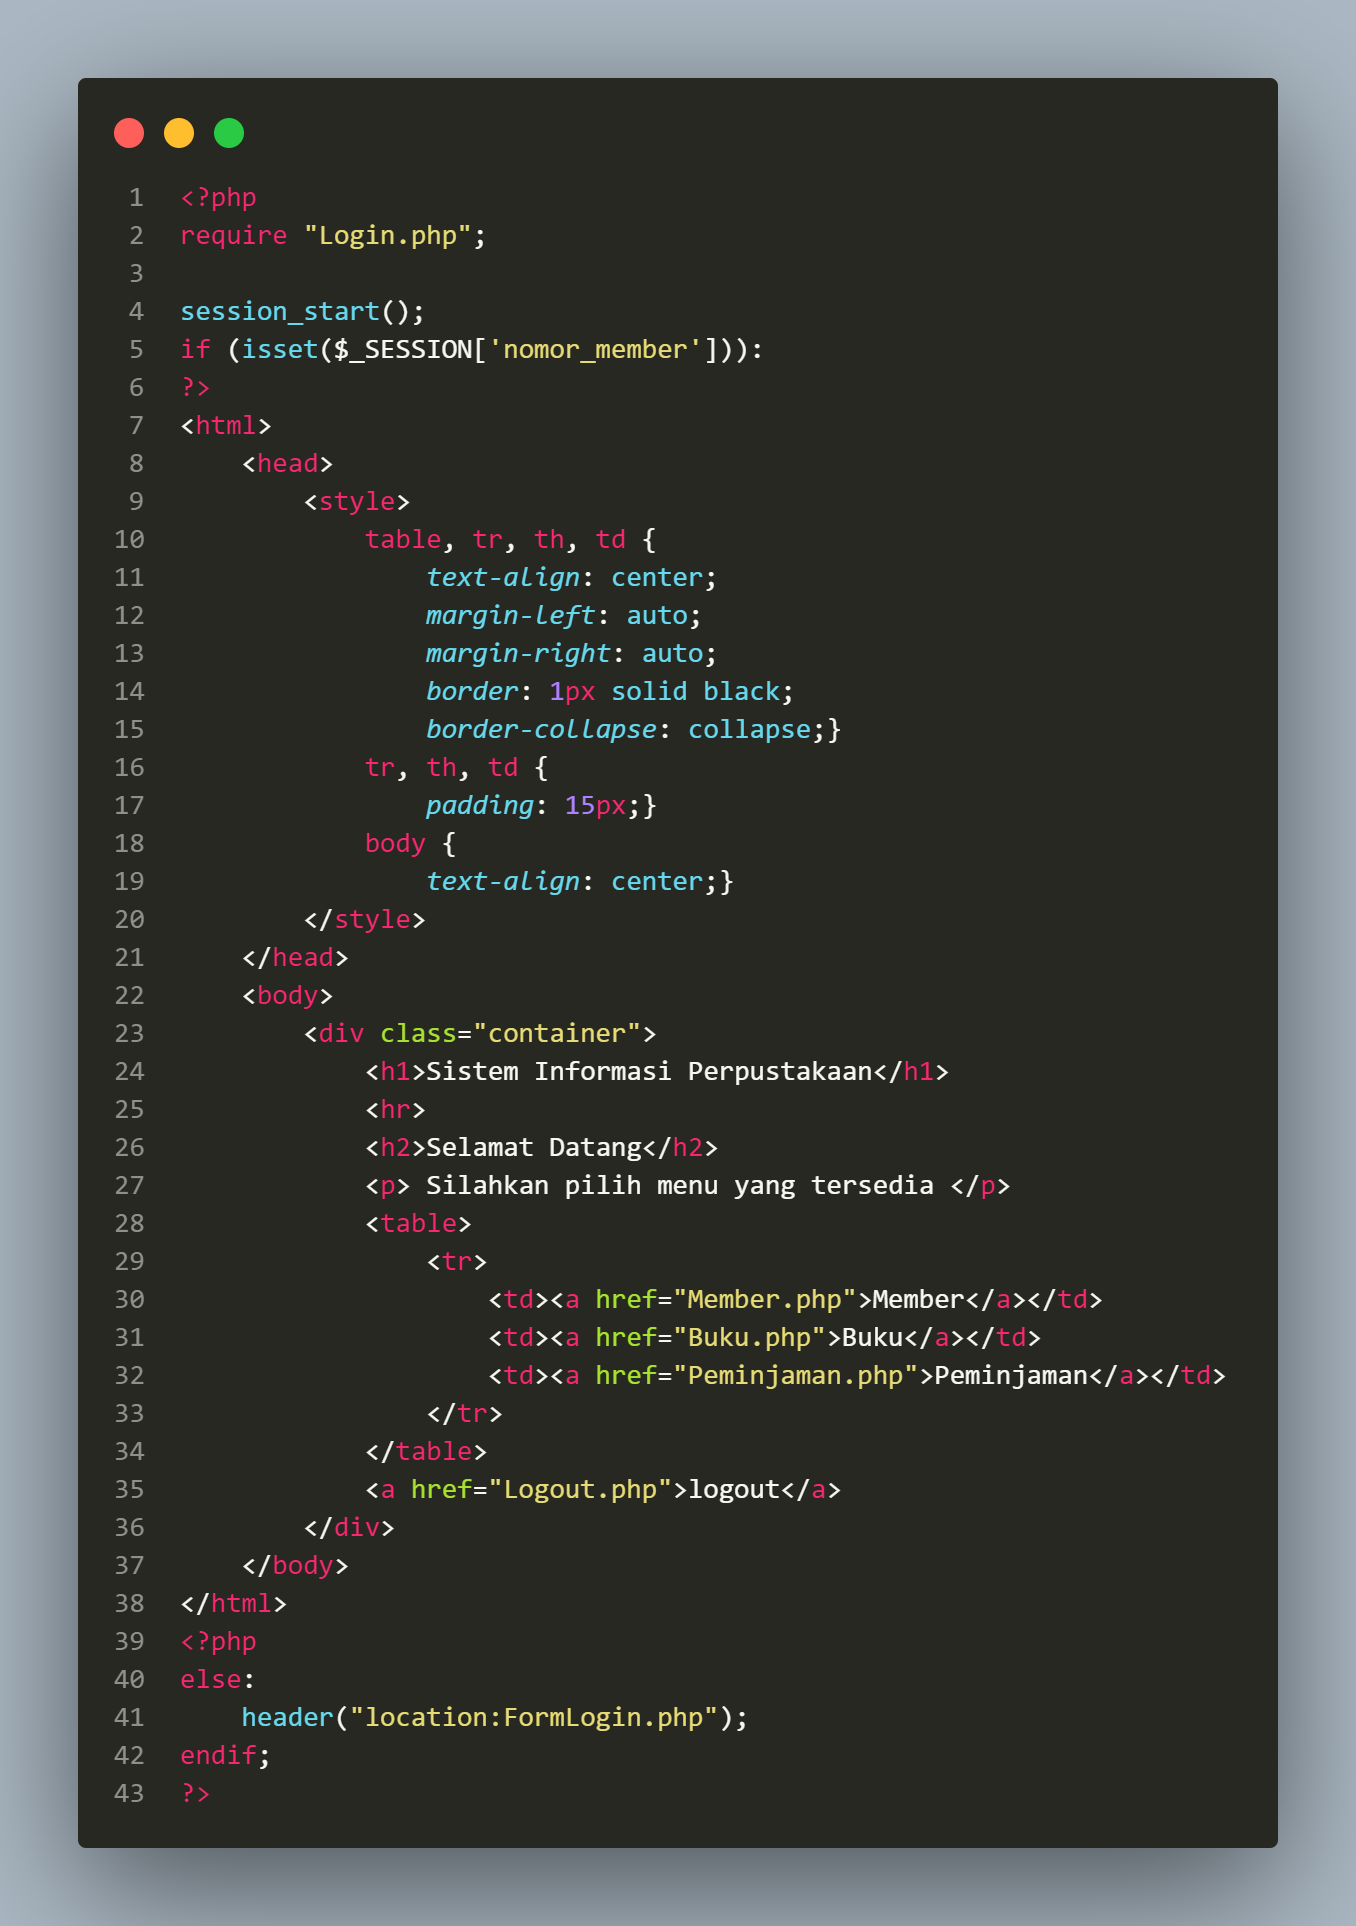 1 <?php
2 require "Login.php";
3
4 session_start();
5 if (isset($_SESSION['nomor_member'])):
6 ?>
7 <html>
8     <head>
9         <style>
10             table, tr, th, td {
11                 text-align: center;
12                 margin-left: auto;
13                 margin-right: auto;
14                 border: 1px solid black;
15                 border-collapse: collapse;}
16             tr, th, td {
17                 padding: 15px;}
18             body {
19                 text-align: center;}
20         </style>
21     </head>
22     <body>
23         <div class="container">
24             <h1>Sistem Informasi Perpustakaan</h1>
25             <hr>
26             <h2>Selamat Datang</h2>
27             <p> Silahkan pilih menu yang tersedia </p>
28             <table>
29                 <tr>
30                     <td><a href="Member.php">Member</a></td>
31                     <td><a href="Buku.php">Buku</a></td>
32                     <td><a href="Peminjaman.php">Peminjaman</a></td>
33                 </tr>
34             </table>
35             <a href="Logout.php">logout</a>
36         </div>
37     </body>
38 </html>
39 <?php
40 else:
41     header("location:FormLogin.php");
42 endif;
43 ?>